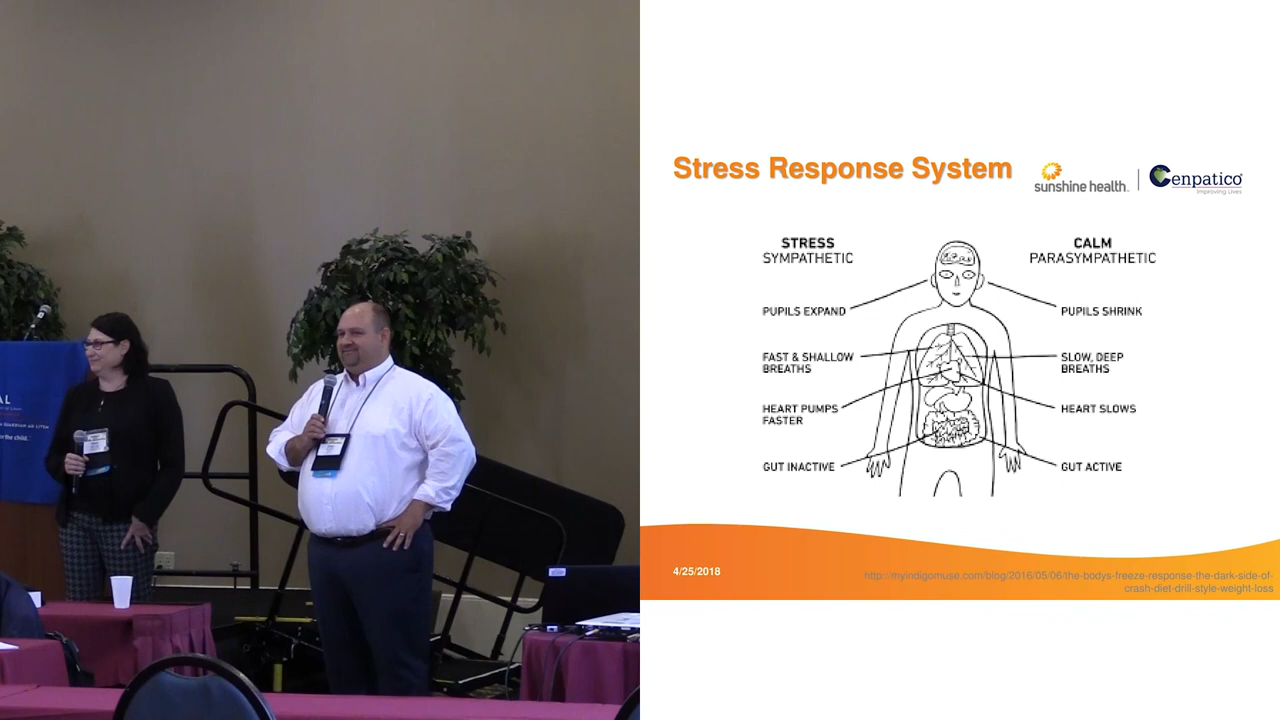 AL
for the child.
Stress Response System
sunshine health.
Cenpatico
Improving Lives
STRESS
SYMPATHETIC
CALM
PARASYMPATHETIC
PUPILS EXPAND
PUPILS SHRINK
FAST & SHALLOW
BREATHS
SLOW, DEEP
BREATHS
HEART PUMPS
FASTER
HEART SLOWS
GUT INACTIVE
GUT ACTIVE
4/25/2018
http://myindigomuse.com/blog/2016/05/06/the-bodys-freeze-response-the-dark-side-of-
crash-diet-drill-style-weight-loss